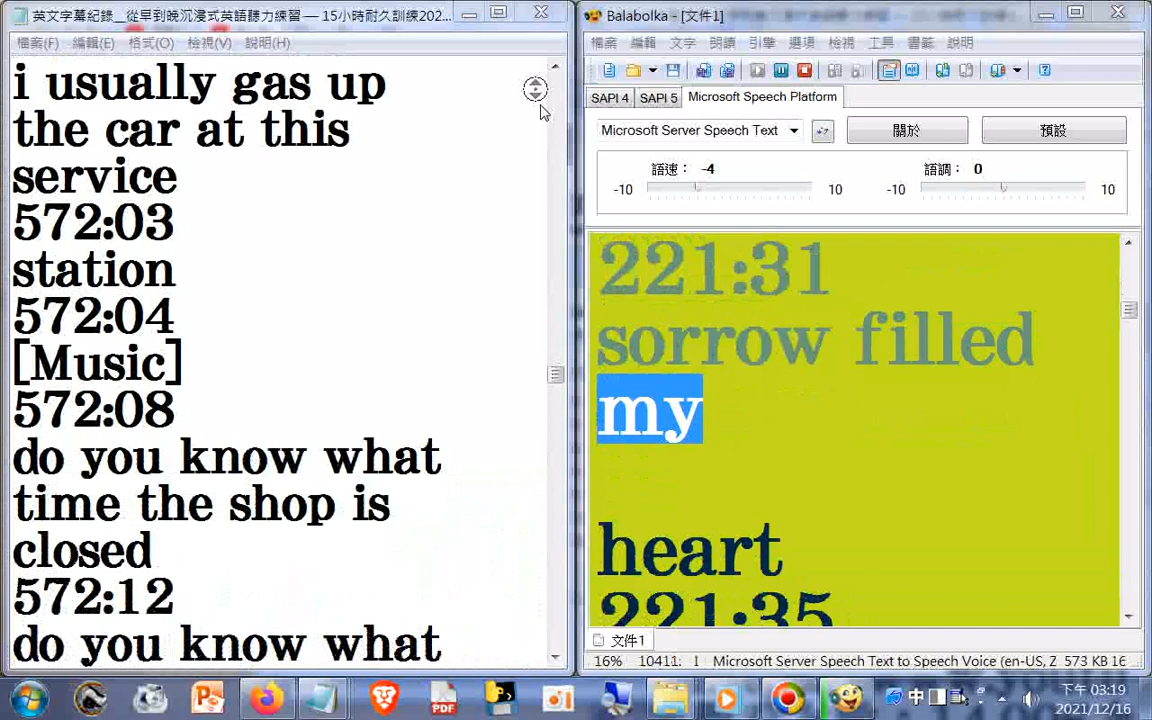 英文字幕紀錄__從早到晚沉浸式英語聽力練習 — 15小時耐久訓練202...
檔案(F) 編輯(E) 格式(O) 檢視(V) 說明(H)
i usually gas up
the car at this
service
572:03
station
572:04
[Music]
572:08
do you know what
time the shop is
closed
572:12
do you know what
Balabolka - [文件1]
檔案 編輯 文字 朗讀 引擎 選項 檢視 工具 書籤 說明
SAPI 4 SAPI 5 Microsoft Speech Platform
Microsoft Server Speech Text 關於 預設
語速： -4 語調： 0
-10 10 -10 10
221:31
sorrow filled
my
heart
221:35
文件1
16% 10411: 1 Microsoft Server Speech Text to Speech Voice (en-US, Z 573 KB 16
中
下午 03:19
2021/12/16